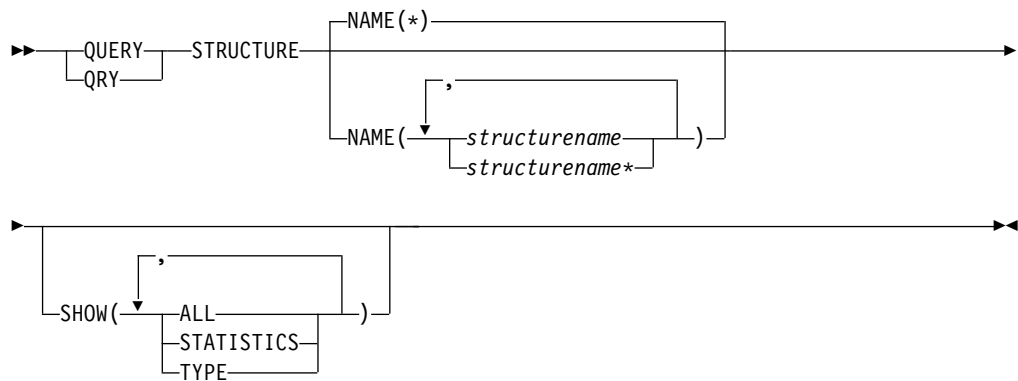 NAME(*)
QUERY STRUCTURE
QRY
,
NAME( structurename )
structurename*
,
SHOW( ALL )
STATISTICS
TYPE